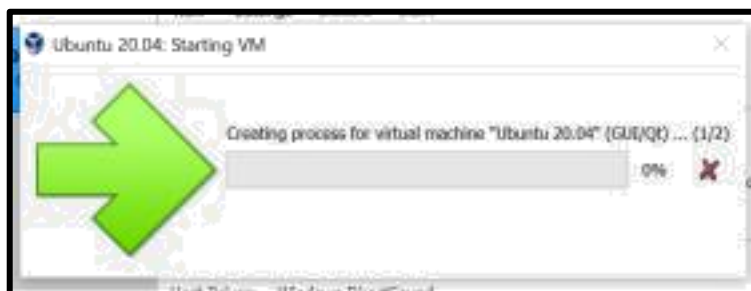 Ubuntu 20.04: Starting VM
Creating process for virtual machine "Ubuntu 20.04" (GUI/Qt) ... (1/2)
0%